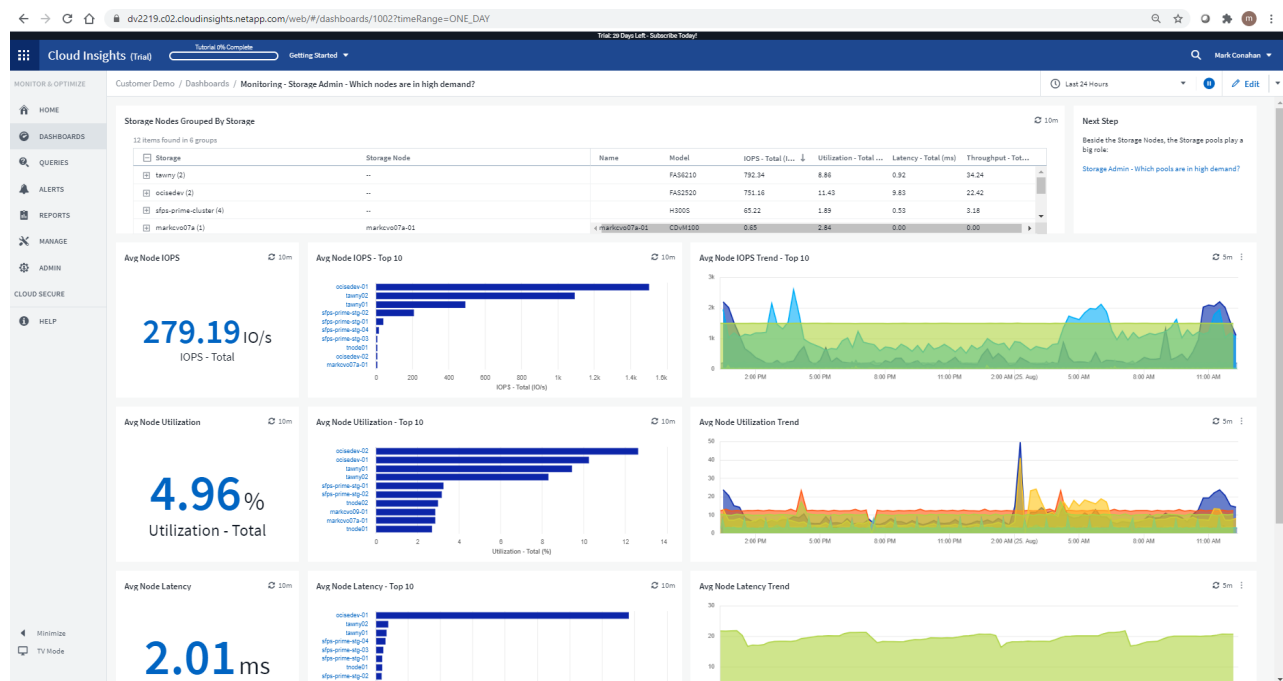 dv2219.c02.cloudinsights.netapp.com/web/#/dashboards/1002?timeRange=ONE_DAY
m
Trial: 29 Days Left - Subscribe Today!
Cloud Insights (Trial)
Tutorial 0% Complete
Getting Started
Mark Conahan
MONITOR & OPTIMIZE
HOME
DASHBOARDS
QUERIES
ALERTS
REPORTS
MANAGE
ADMIN
CLOUD SECURE
HELP
Minimize
TV Mode
Customer Demo / Dashboards / Monitoring - Storage Admin - Which nodes are in high demand?
Last 24 Hours
Edit
Storage Nodes Grouped By Storage
10m
12 items found in 6 groups
Storage Storage Node Name Model IOPS - Total (I... Utilization - Total ... Latency - Total (ms) Throughput - Tot...
tawny (2) -- FAS6210 792.34 8.86 0.92 34.24
ocisedev (2) -- FAS2520 751.16 11.43 9.83 22.42
sfps-prime-cluster (4) -- H300S 65.22 1.89 0.53 3.18
markcvo07a (1) markcvo07a-01 markcvo07a-01 CDvM100 0.65 2.84 0.00 0.00
Next Step
Beside the Storage Nodes, the Storage pools play a
big role:
Storage Admin - Which pools are in high demand?
Avg Node IOPS
10m
279.19 IO/s
IOPS - Total
Avg Node IOPS - Top 10
10m
ocisedev-01
tawny02
tawny01
sfps-prime-stg-02
sfps-prime-stg-01
sfps-prime-stg-04
sfps-prime-stg-03
tnode01
ocisedev-02
markcvo07a-01
0 200 400 600 800 1k 1.2k 1.4k 1.6k
IOPS - Total (IO/s)
Avg Node IOPS Trend - Top 10
5m
3k
2k
1k
0
2:00 PM 5:00 PM 8:00 PM 11:00 PM 2:00 AM (25. Aug) 5:00 AM 8:00 AM 11:00 AM
Avg Node Utilization
10m
4.96 %
Utilization - Total
Avg Node Utilization - Top 10
10m
ocisedev-02
ocisedev-01
tawny01
tawny02
sfps-prime-stg-01
sfps-prime-stg-02
tnode02
markcvo09-01
markcvo07a-01
tnode01
0 2 4 6 8 10 12 14
Utilization - Total (%)
Avg Node Utilization Trend
5m
50
40
30
20
10
0
2:00 PM 5:00 PM 8:00 PM 11:00 PM 2:00 AM (25. Aug) 5:00 AM 8:00 AM 11:00 AM
Avg Node Latency
10m
2.01 ms
Avg Node Latency - Top 10
10m
ocisedev-01
tawny02
tawny01
sfps-prime-stg-04
sfps-prime-stg-03
sfps-prime-stg-01
tnode01
sfps-prime-stg-02
Avg Node Latency Trend
5m
30
20
10